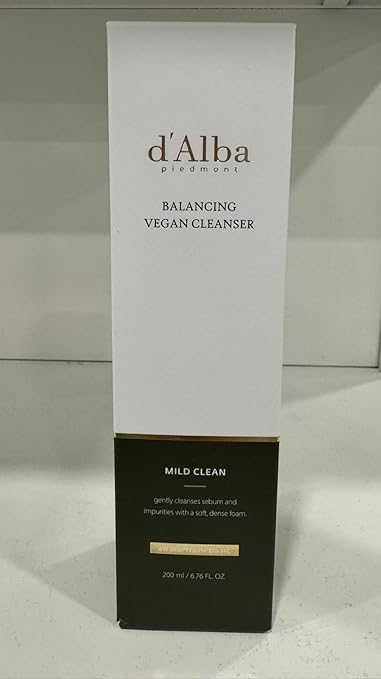 d'Alba
piedmont
BALANCING
VEGAN CLEANSER
MILD CLEAN
gently cleanses sebum and
impurities with a soft, dense foam.
200 ml / 6.76 FL. OZ.